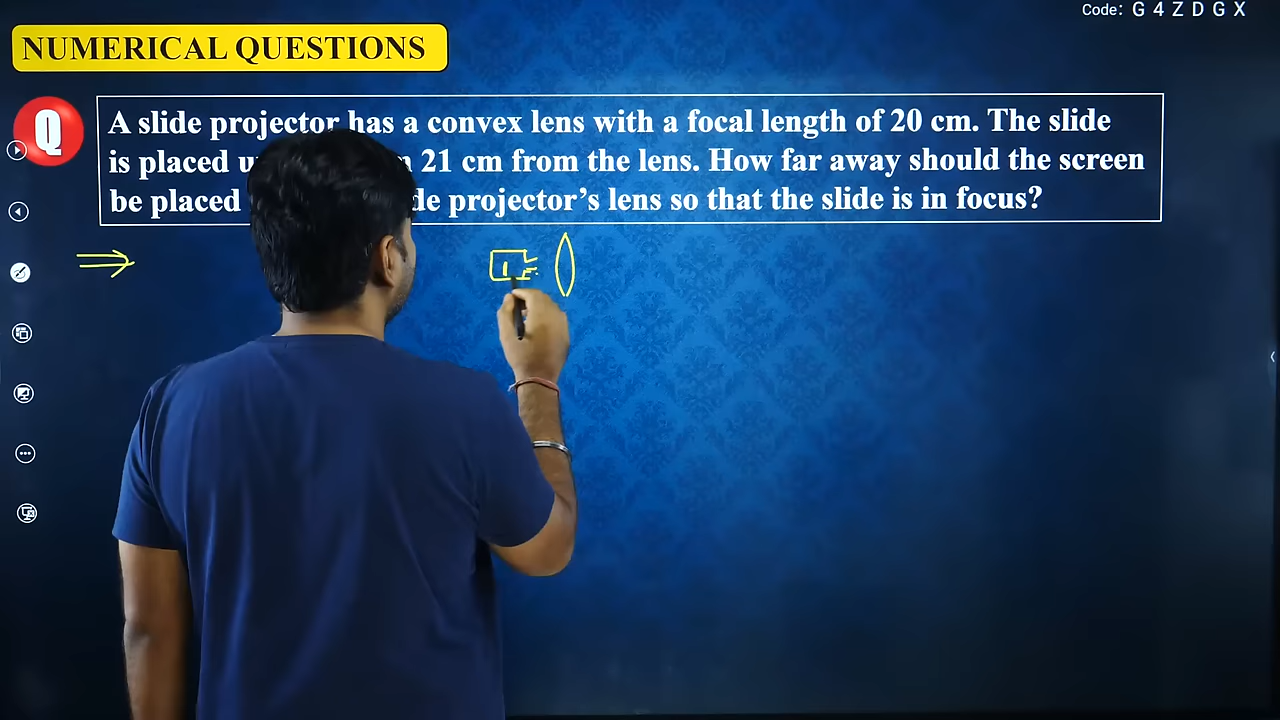 Code: G 4 Z D G X
NUMERICAL QUESTIONS
Q
A slide projector has a convex lens with a focal length of 20 cm. The slide
is placed 21 cm from the lens. How far away should the screen
be placed projector's lens so that the slide is in focus?